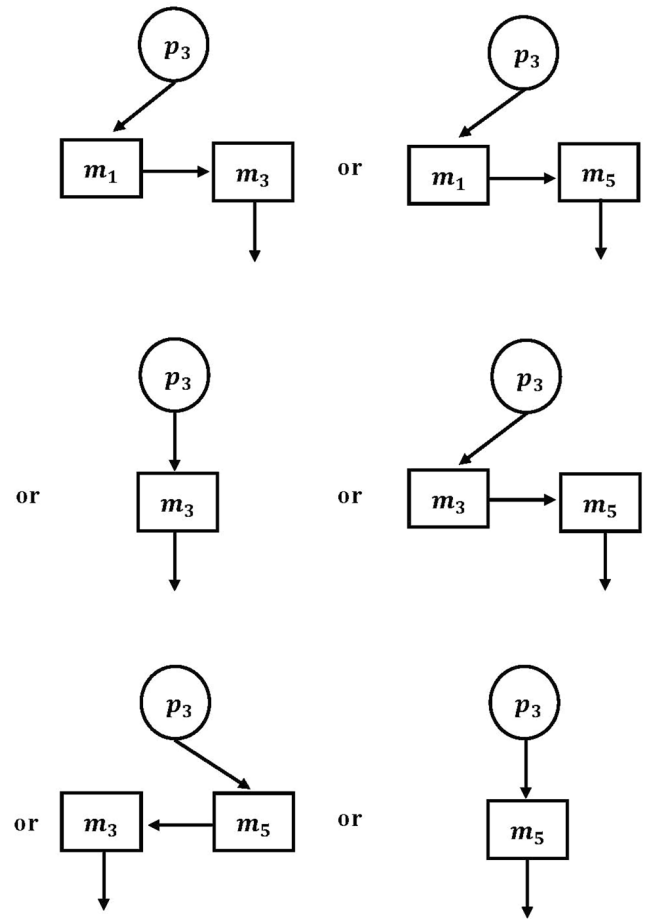 p₃ p₃
m₁ m₃ or m₁ m₅
p₃ p₃
or m₃ or m₃ m₅
p₃ p₃
or m₃ m₅ or m₅